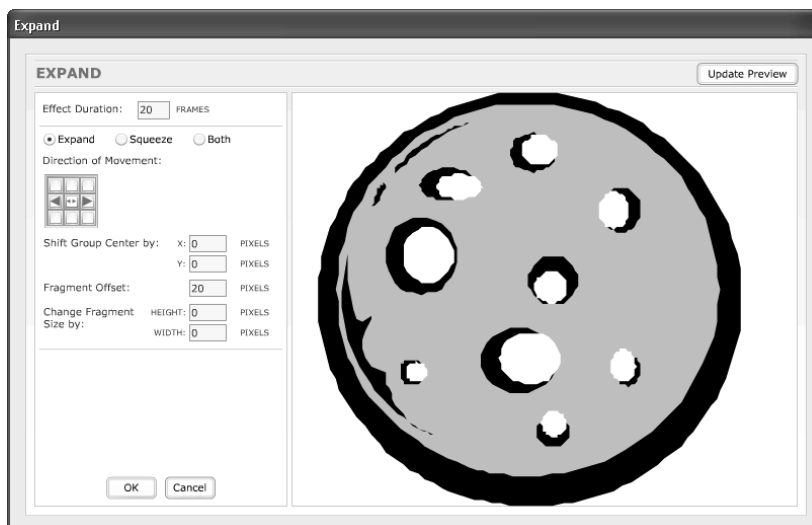 Expand
EXPAND
Update Preview
Effect Duration: 20 FRAMES
Expand Squeeze Both
Direction of Movement:
Shift Group Center by: X: 0 PIXELS
Y: 0 PIXELS
Fragment Offset: 20 PIXELS
Change Fragment HEIGHT: 0 PIXELS
Size by:
WIDTH: 0 PIXELS
OK Cancel